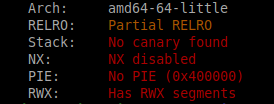 Arch: amd64-64-little
RELRO: Partial RELRO
Stack: No canary found
NX: NX disabled
PIE: No PIE (0x400000)
RWX: Has RWX segments